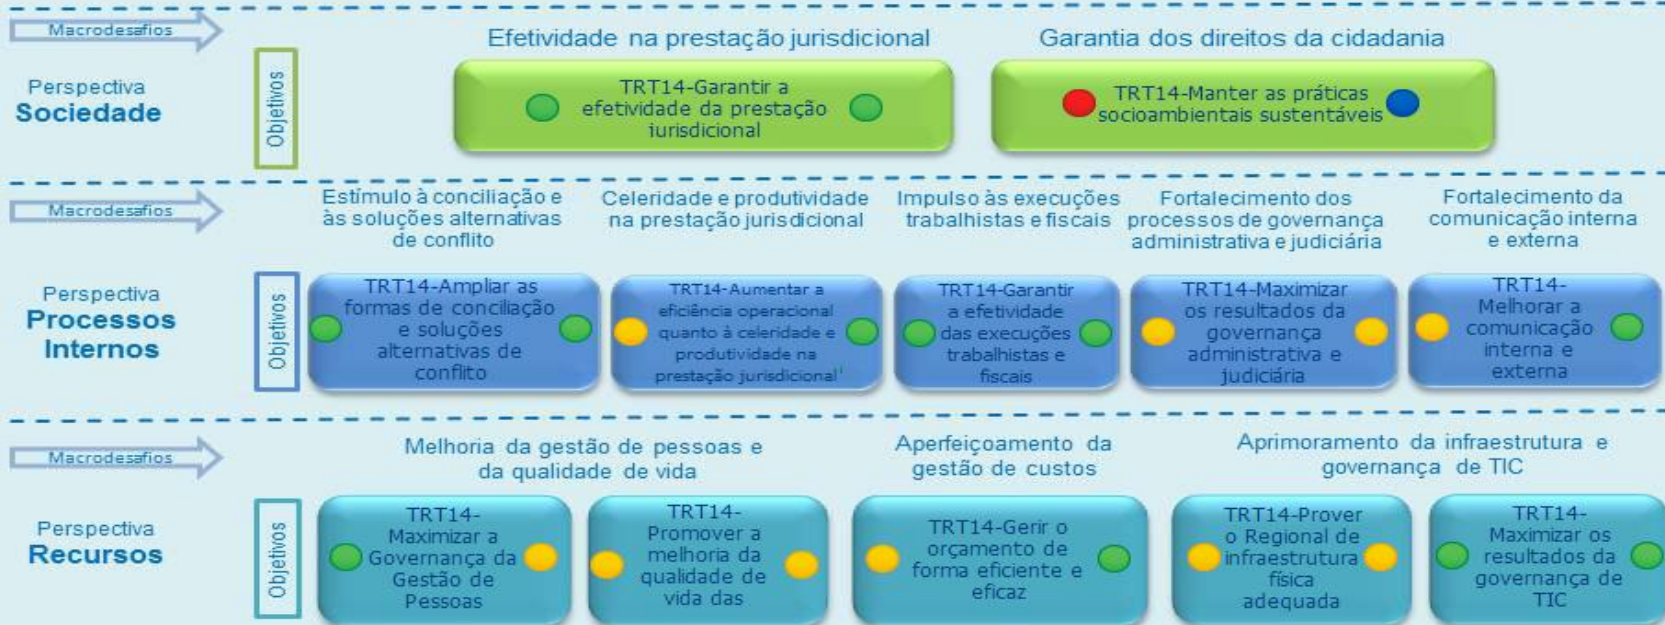 Macrodesafios
Efetividade na prestação jurisdicional
Garantia dos direitos da cidadania
Perspectiva
Sociedade
Objetivos
TRT14-Garantir a
efetividade da prestação
jurisdicional
TRT14-Manter as práticas
socioambientais sustentáveis
Macrodesafios
Estímulo à conciliação e
às soluções alternativas
de conflito
Celeridade e produtividade
na prestação jurisdicional
Impulso às execuções
trabalhistas e fiscais
Fortalecimento dos
processos de governança
administrativa e judiciária
Fortalecimento da
comunicação interna
e externa
Perspectiva
Processos
Internos
Objetivos
TRT14-Ampliar as
formas de conciliação
e soluções
alternativas de
conflito
TRT14-Aumentar a
eficiência operacional
quanto à celeridade e
produtividade na
prestação jurisdicional
TRT14-Garantir
a efetividade
das execuções
trabalhistas e
fiscais
TRT14-Maximizar
os resultados da
governança
administrativa e
judiciária
TRT14-
Melhorar a
comunicação
interna e
externa
Macrodesafios
Melhoria da gestão de pessoas e
da qualidade de vida
Aperfeiçoamento da
gestão de custos
Aprimoramento da infraestrutura e
governança de TIC
Perspectiva
Recursos
Objetivos
TRT14-
Maximizar a
Governança da
Gestão de
Pessoas
TRT14-
Promover a
melhoria da
qualidade de
vida das
TRT14-Gerir o
orçamento de
forma eficiente e
eficaz
TRT14-Prover
o Regional de
infraestrutura
física
adequada
TRT14-
Maximizar os
resultados da
governança de
TIC